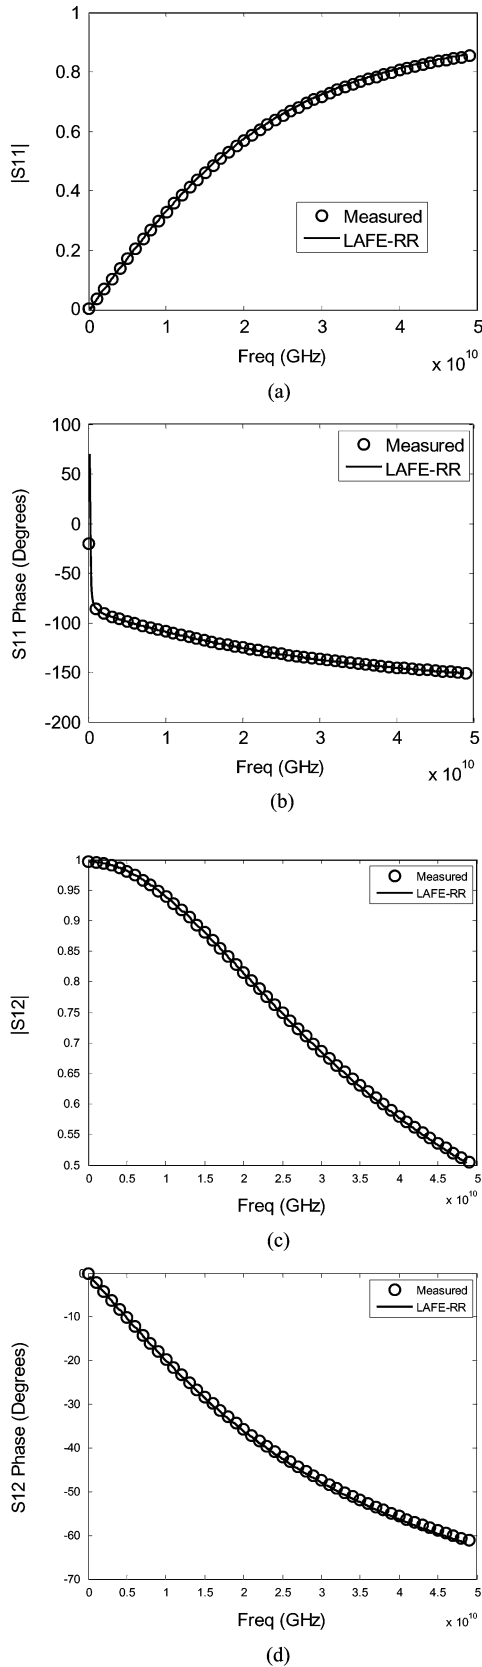 1
0.8
0.6
0.4
0.2
0
|S11|
Measured
LAFE-RR
0 1 2 3 4 5
Freq (GHz)
x 10^10
(a)
100
50
0
-50
-100
-150
-200
S11 Phase (Degrees)
Measured
LAFE-RR
0 1 2 3 4 5
Freq (GHz)
x 10^10
(b)
1
0.95
0.9
0.85
0.8
0.75
0.7
0.65
0.6
0.55
0.5
|S12|
Measured
LAFE-RR
0 0.5 1 1.5 2 2.5 3 3.5 4 4.5 5
Freq (GHz)
x 10^10
(c)
0
-10
-20
-30
-40
-50
-60
-70
S12 Phase (Degrees)
Measured
LAFE-RR
0 0.5 1 1.5 2 2.5 3 3.5 4 4.5 5
Freq (GHz)
x 10^10
(d)